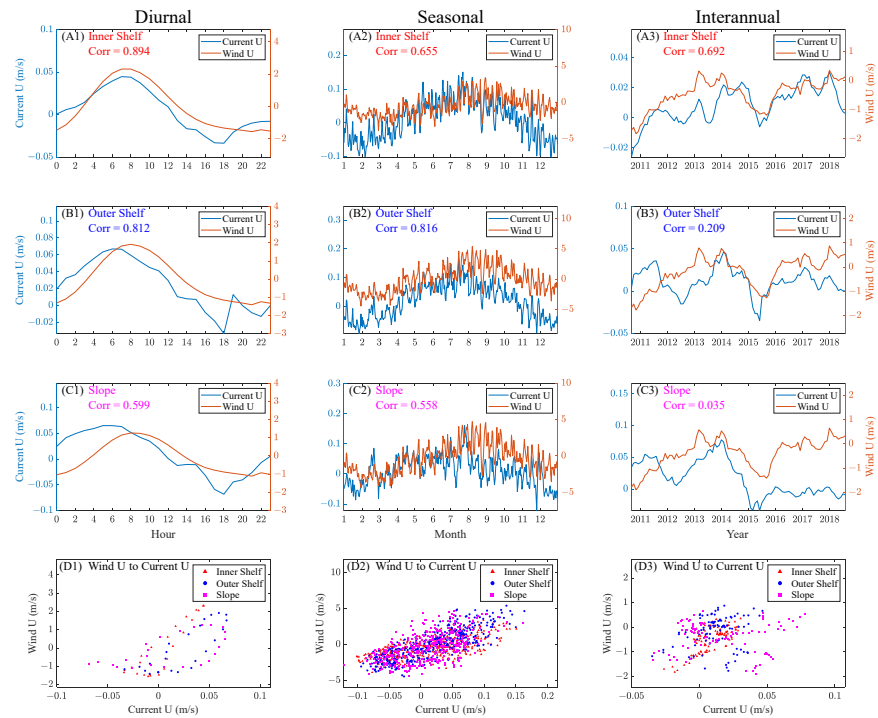 Diurnal Seasonal Interannual
(A1) Inner Shelf
Corr = 0.894
Current U
Wind U
Current U (m/s)
0.1
0.05
0
−0.05
2
0
−2
0 2 4 6 8 10 12 14 16 18 20 22
(A2) Inner Shelf
Corr = 0.655
Current U
Wind U
0.2
0.1
0
−0.1
10
5
0
−5
1 2 3 4 5 6 7 8 9 10 11 12
(A3) Inner Shelf
Corr = 0.692
Current U
Wind U
0.04
0.02
0
−0.02
1
0
−1
−2
Wind U (m/s)
2011 2012 2013 2014 2015 2016 2017 2018
(B1) Outer Shelf
Corr = 0.812
Current U
Wind U
Current U (m/s)
0.1
0.08
0.06
0.04
0.02
0
−0.02
4
3
2
1
0
−1
−2
−3
0 2 4 6 8 10 12 14 16 18 20 22
(B2) Outer Shelf
Corr = 0.816
Current U
Wind U
0.3
0.2
0.1
0
10
5
0
−5
1 2 3 4 5 6 7 8 9 10 11 12
(B3) Outer Shelf
Corr = 0.209
Current U
Wind U
0.1
0.05
0
−0.05
2
1
0
−1
−2
Wind U (m/s)
2011 2012 2013 2014 2015 2016 2017 2018
(C1) Slope
Corr = 0.599
Current U
Wind U
Current U (m/s)
0.1
0.05
0
−0.05
−0.1
4
3
2
1
0
−1
−2
−3
0 2 4 6 8 10 12 14 16 18 20 22
Hour
(C2) Slope
Corr = 0.558
Current U
Wind U
0.3
0.2
0.1
0
−0.1
10
5
0
−5
1 2 3 4 5 6 7 8 9 10 11 12
Month
(C3) Slope
Corr = 0.035
Current U
Wind U
0.15
0.1
0.05
0
2
1
0
−1
−2
Wind U (m/s)
2011 2012 2013 2014 2015 2016 2017 2018
Year
(D1) Wind U to Current U
Inner Shelf
Outer Shelf
Slope
Wind U (m/s)
4
3
2
1
0
−1
−2
−0.1 −0.05 0 0.05 0.1
Current U (m/s)
(D2) Wind U to Current U
Inner Shelf
Outer Shelf
Slope
Wind U (m/s)
10
5
0
−5
−0.1 −0.05 0 0.05 0.1 0.15 0.2
Current U (m/s)
(D3) Wind U to Current U
Inner Shelf
Outer Shelf
Slope
Wind U (m/s)
2
1
0
−1
−2
−0.05 0 0.05 0.1
Current U (m/s)